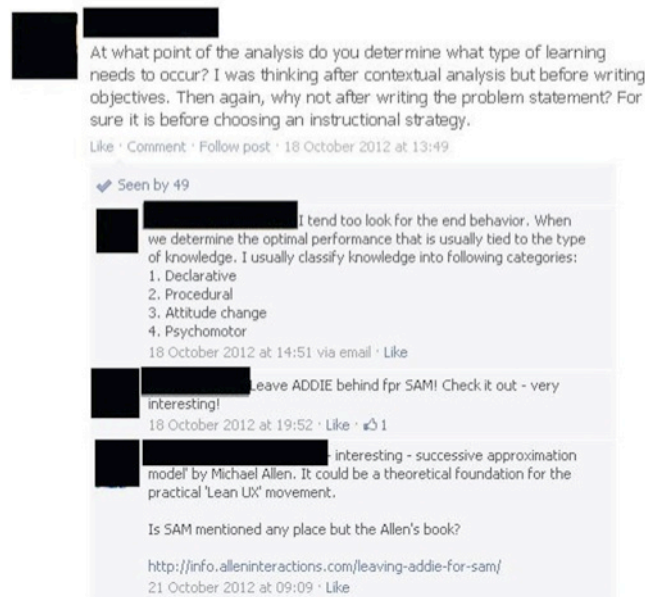 At what point of the analysis do you determine what type of learning
needs to occur? I was thinking after contextual analysis but before writing
objectives. Then again, why not after writing the problem statement? For
sure it is before choosing an instructional strategy.
Like · Comment · Follow post · 18 October 2012 at 13:49
Seen by 49
I tend too look for the end behavior. When
we determine the optimal performance that is usually tied to the type
of knowledge. I usually classify knowledge into following categories:
1. Declarative
2. Procedural
3. Attitude change
4. Psychomotor
18 October 2012 at 14:51 via email · Like
Leave ADDIE behind fpr SAM! Check it out - very
interesting!
18 October 2012 at 19:52 · Like · 1
- interesting - successive approximation
model' by Michael Allen. It could be a theoretical foundation for the
practical 'Lean UX' movement.
Is SAM mentioned any place but the Allen's book?
http://info.alleninteractions.com/leaving-addie-for-sam/
21 October 2012 at 09:09 · Like